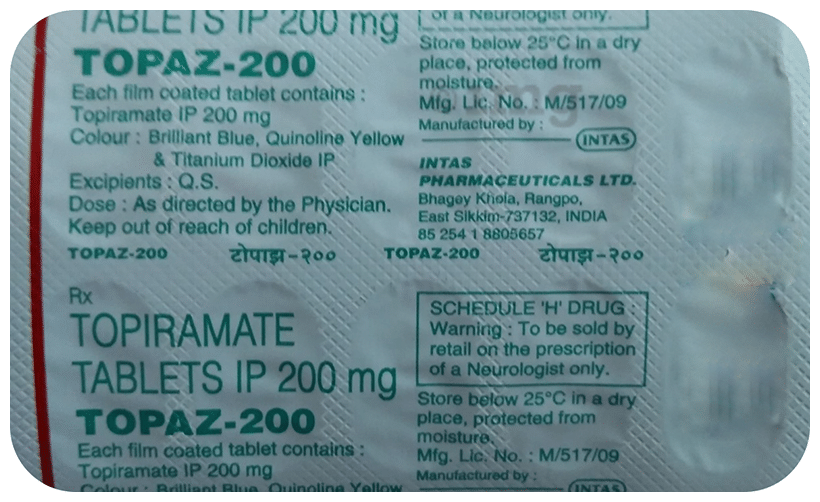 TABLETS IP 200 mg
TOPAZ-200
Each film coated tablet contains :
Topiramate IP 200 mg
Colour : Brilliant Blue, Quinoline Yellow
& Titanium Dioxide IP
Excipients : Q.S.
Dose : As directed by the Physician.
Keep out of reach of children.
of a Neurologist only.
Store below 25°C in a dry
place, protected from
moisture.
Mfg. Lic. No. : M/517/09
Manufactured by :
INTAS
INTAS
PHARMACEUTICALS LTD.
Bhagey Khola, Rangpo,
East Sikkim-737132, INDIA
85 254 1 8805657
TOPAZ-200 टोपाझ-२०० TOPAZ-200 टोपाझ-२००
Rx
TOPIRAMATE
TABLETS IP 200 mg
TOPAZ-200
Each film coated tablet contains :
Topiramate IP 200 mg
Colour : Brilliant Blue, Quinoline Yellow
SCHEDULE 'H' DRUG :
Warning : To be sold by
retail on the prescription
of a Neurologist only.
Store below 25°C in a dry
place, protected from
moisture.
Mfg. Lic. No. : M/517/09
Manufactured by :
INTAS